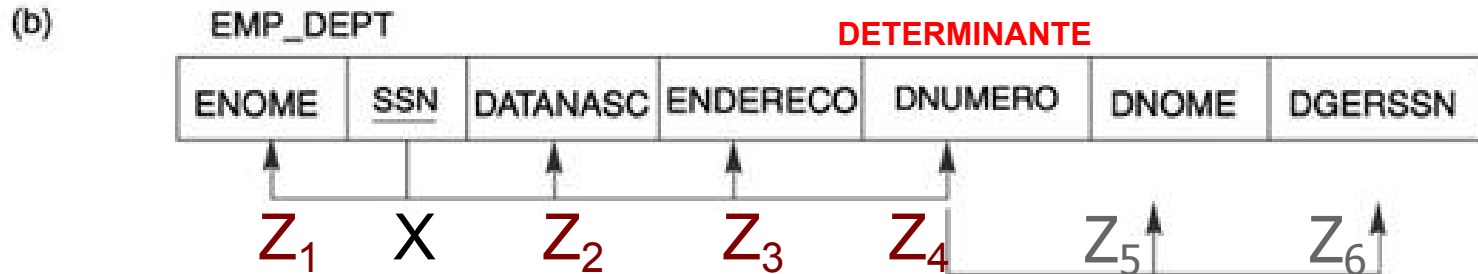 (b) EMP_DEPT DETERMINANTE
ENOME SSN DATANASC ENDERECO DNUMERO DNOME DGERSSN
Z1 X Z2 Z3 Z4 Z5 Z6